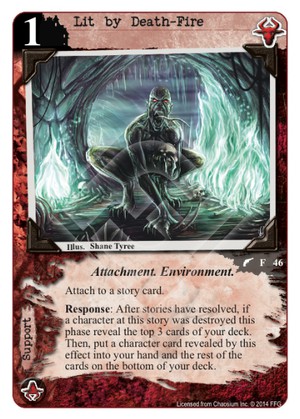 1
Lit by Death-Fire
Illus. Shane Tyree
F 46
Attachment. Environment.
Attach to a story card.
Response: After stories have resolved, if
a character at this story was destroyed this
phase reveal the top 3 cards of your deck.
Then, put a character card revealed by this
effect into your hand and the rest of the
cards on the bottom of your deck.
Support
Licensed from Chaosium Inc. © 2014 FFG